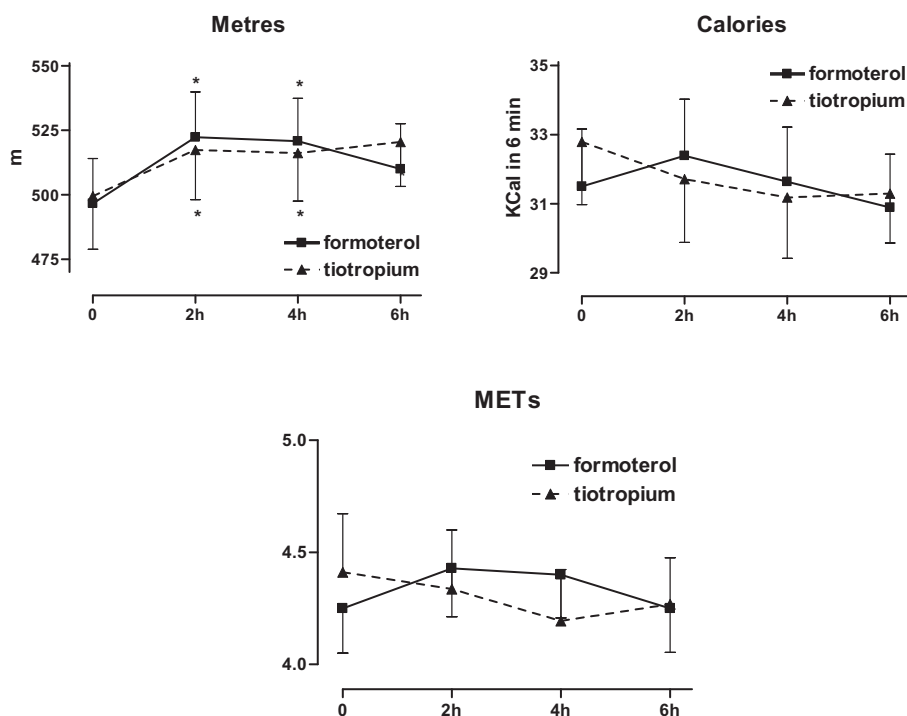 Metres
550
525
500
475
m
*
*
*
*
formoterol
tiotropium
0
2h
4h
6h
Calories
35
33
31
29
KCal in 6 min
formoterol
tiotropium
0
2h
4h
6h
METs
5.0
4.5
4.0
formoterol
tiotropium
0
2h
4h
6h